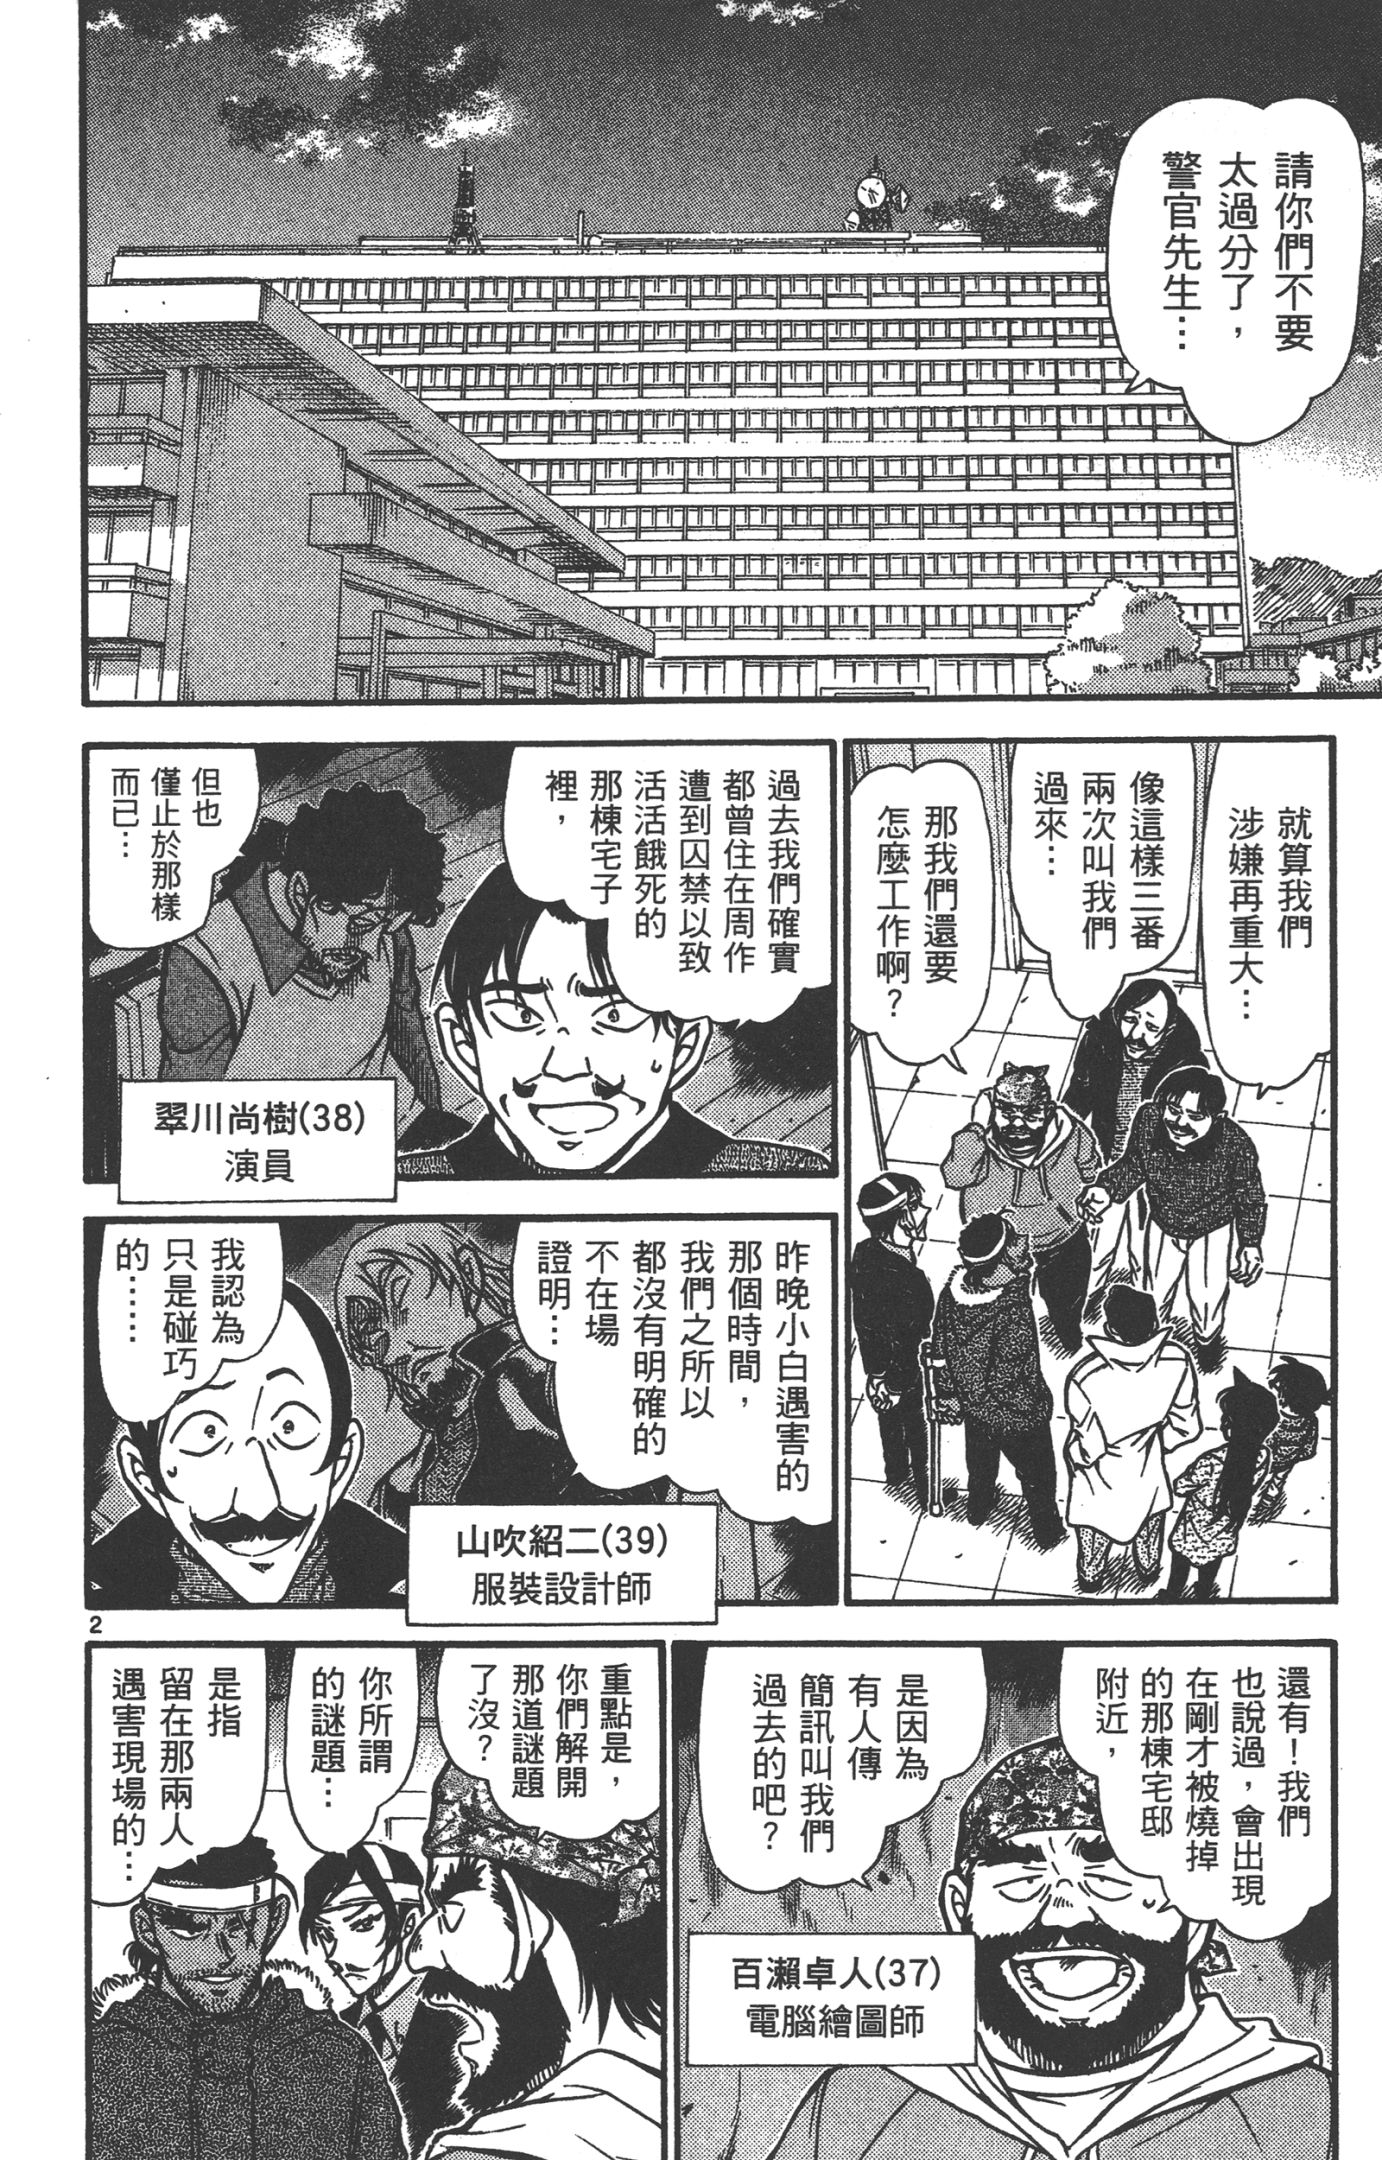 請你們不要
太過分了，
警官先生…
就算我們
涉嫌再重大…
像這樣三番
兩次叫我們
過來…
那我們還要
怎麼工作啊？
過去我們確實
都曾住在周作
遭到囚禁以致
活活餓死的
那棟宅子
裡，
但也
僅止於那樣
而已…
翠川尚樹(38)
演員
昨晚小白遇害的
那個時間，
我們之所以
都沒有明確的
不在場
證明…
我認為
只是碰巧
的……
山吹紹二(39)
服裝設計師
2
還有！我們
也說過，會出現
在剛才被燒掉
的那棟宅邸
附近，
是因為
有人傳
簡訊叫我們
過去的吧？
百瀨卓人(37)
電腦繪圖師
重點是，
你們解開
那道謎題
了沒？
你所謂
的謎題…
是指
留在那兩人
遇害現場的…